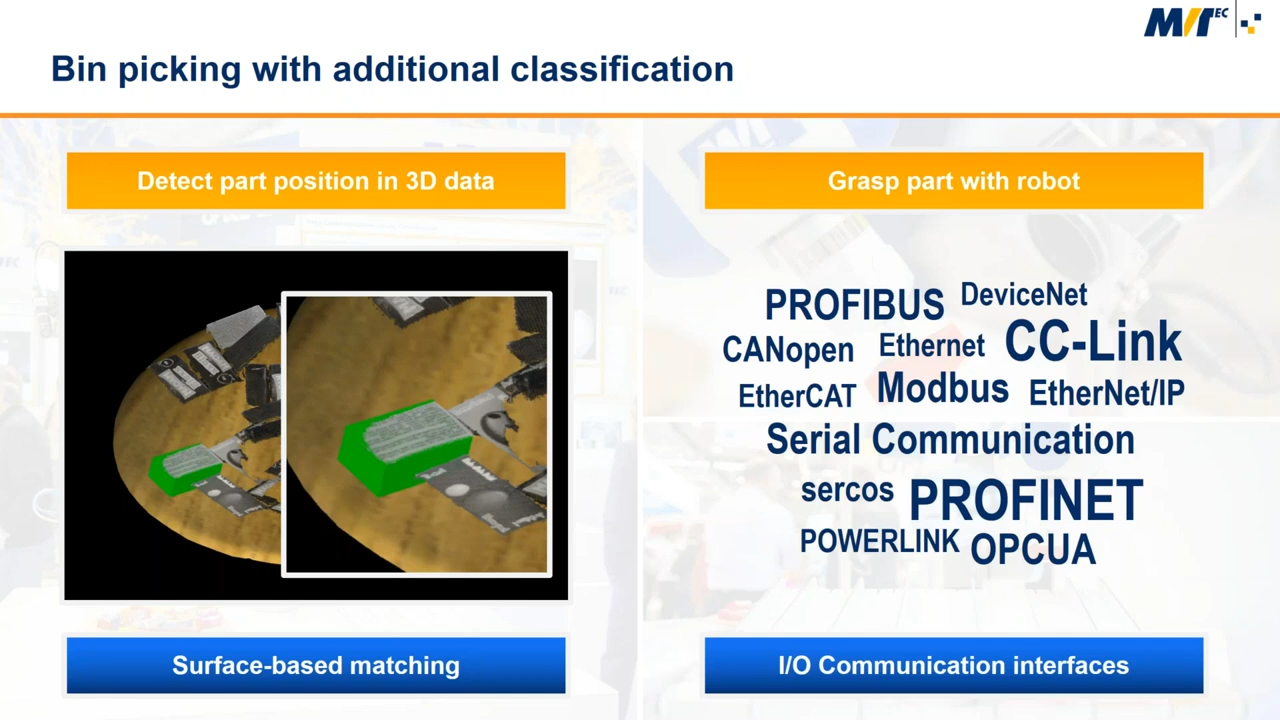 MVTEC
Bin picking with additional classification
Detect part position in 3D data
Grasp part with robot
PROFIBUS DeviceNet
CANopen Ethernet CC-Link
EtherCAT Modbus EtherNet/IP
Serial Communication
sercos PROFINET
POWERLINK OPCUA
Surface-based matching
I/O Communication interfaces